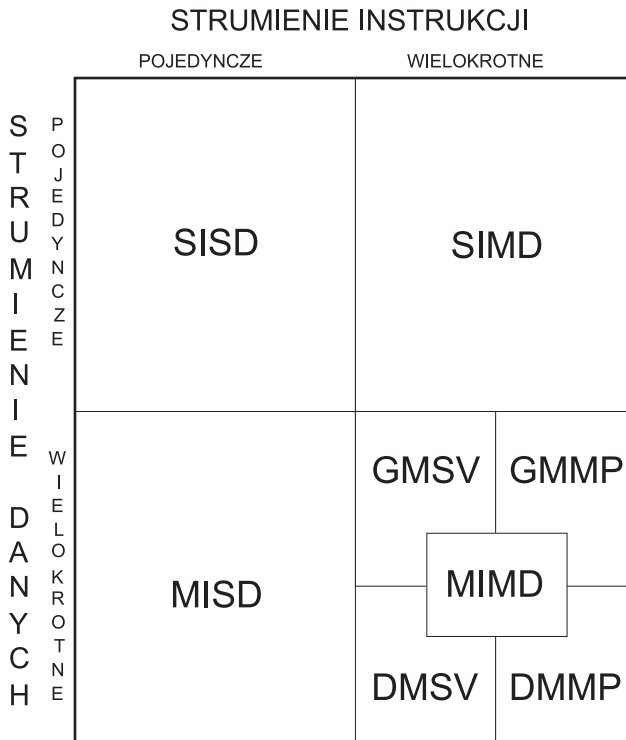 STRUMIENIE INSTRUKCJI
POJEDYNCZE WIELOKROTNE
STRUMIENIE DANYCH
POJEDYNCZE
WIELOKROTNE
SISD SIMD
MISD
GMSV GMMP
MIMD
DMSV DMMP